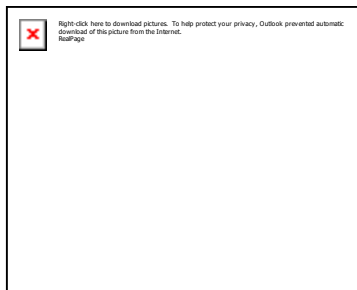 Right-click here to download pictures.  To help protect your privacy, Outlook prevented automatic
download of this picture from the Internet.
RealPage